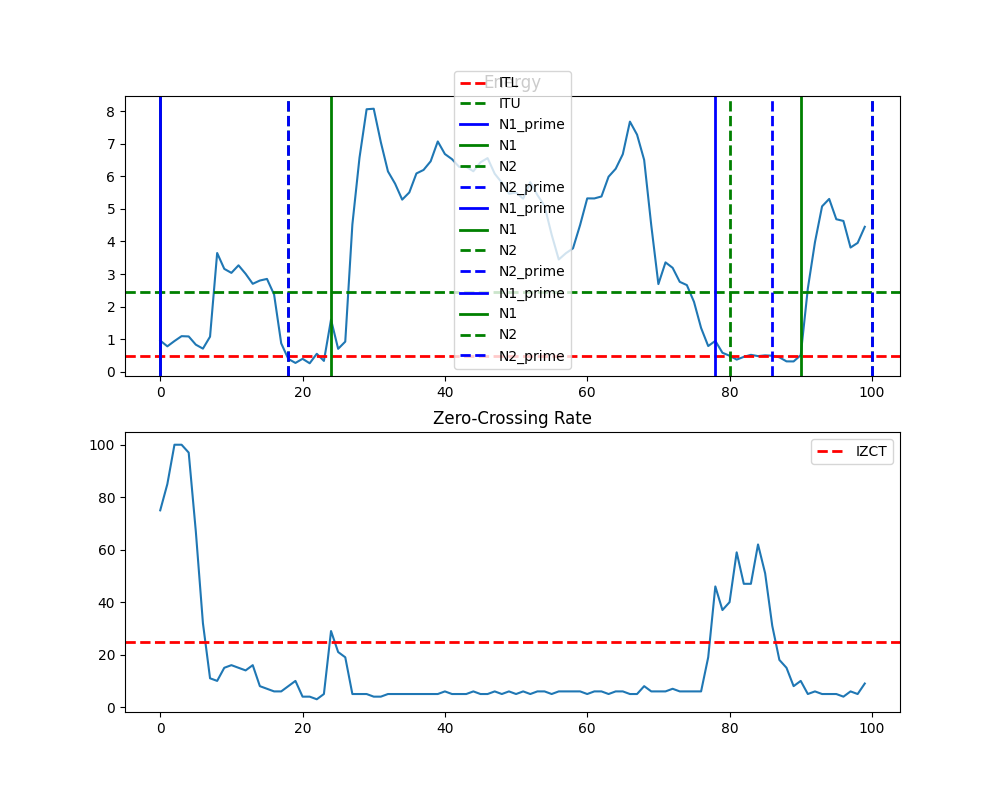 Energy
ITL
ITU
N1_prime
N1
N2
N2_prime
N1_prime
N1
N2
N2_prime
N1_prime
N1
N2
N2_prime
8
7
6
5
4
3
2
1
0
0 20 40 60 80 100
Zero-Crossing Rate
IZCT
100
80
60
40
20
0
0 20 40 60 80 100